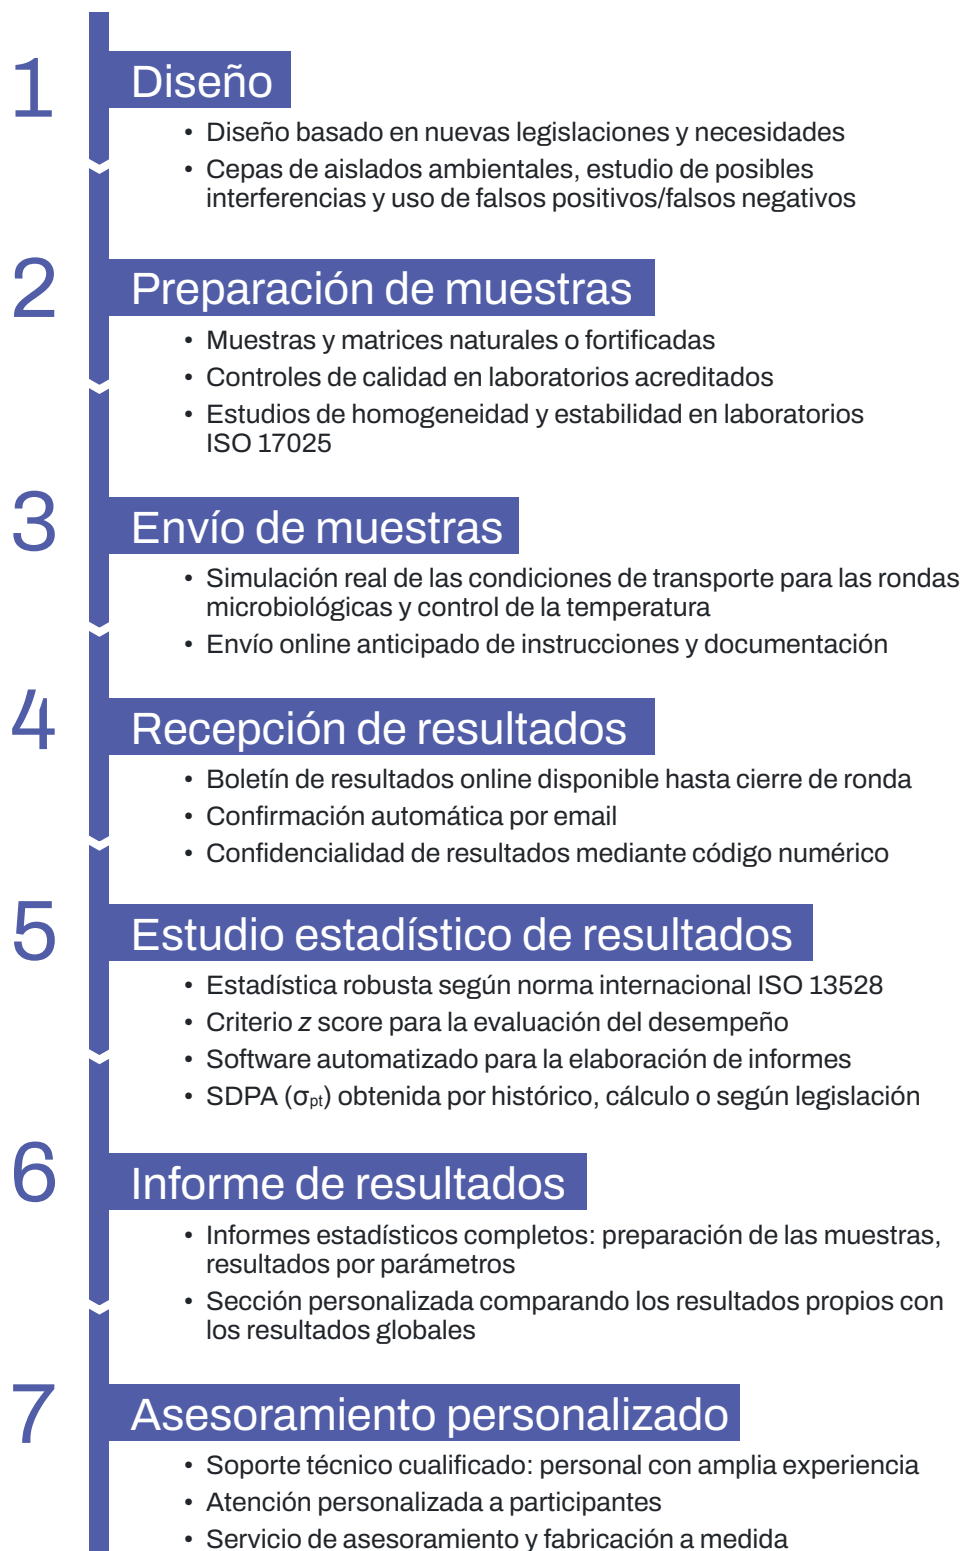 1
Diseño
• Diseño basado en nuevas legislaciones y necesidades
• Cepas de aislados ambientales, estudio de posibles
interferencias y uso de falsos positivos/falsos negativos
2
Preparación de muestras
• Muestras y matrices naturales o fortificadas
• Controles de calidad en laboratorios acreditados
• Estudios de homogeneidad y estabilidad en laboratorios
ISO 17025
3
Envío de muestras
• Simulación real de las condiciones de transporte para las rondas
microbiológicas y control de la temperatura
• Envío online anticipado de instrucciones y documentación
4
Recepción de resultados
• Boletín de resultados online disponible hasta cierre de ronda
• Confirmación automática por email
• Confidencialidad de resultados mediante código numérico
5
Estudio estadístico de resultados
• Estadística robusta según norma internacional ISO 13528
• Criterio z score para la evaluación del desempeño
• Software automatizado para la elaboración de informes
• SDPA (σpt) obtenida por histórico, cálculo o según legislación
6
Informe de resultados
• Informes estadísticos completos: preparación de las muestras,
resultados por parámetros
• Sección personalizada comparando los resultados propios con
los resultados globales
7
Asesoramiento personalizado
• Soporte técnico cualificado: personal con amplia experiencia
• Atención personalizada a participantes
• Servicio de asesoramiento y fabricación a medida